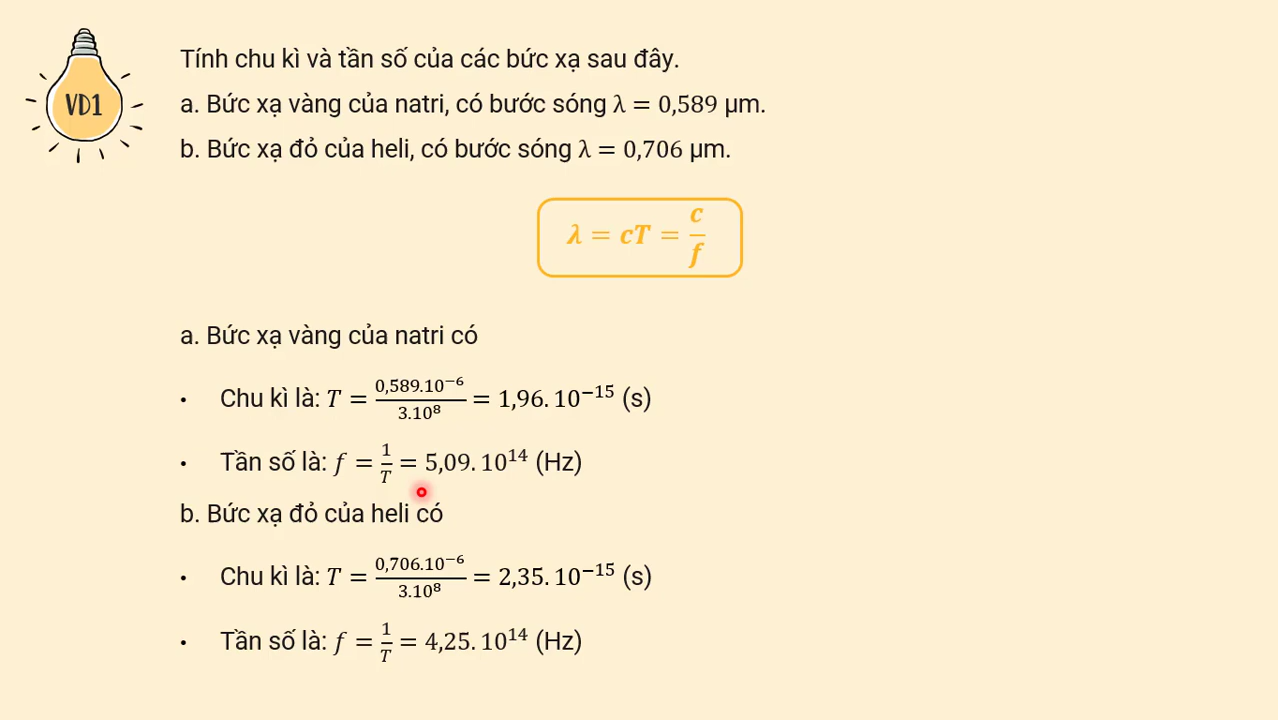 VD1
Tính chu kì và tần số của các bức xạ sau đây.
a. Bức xạ vàng của natri, có bước sóng λ = 0,589 μm.
b. Bức xạ đỏ của heli, có bước sóng λ = 0,706 μm.
λ = cT = c/f
a. Bức xạ vàng của natri có
• Chu kì là: T = 0,589.10⁻⁶/3.10⁸ = 1,96. 10⁻¹⁵ (s)
• Tần số là: f = 1/T = 5,09. 10¹⁴ (Hz)
b. Bức xạ đỏ của heli có
• Chu kì là: T = 0,706.10⁻⁶/3.10⁸ = 2,35. 10⁻¹⁵ (s)
• Tần số là: f = 1/T = 4,25. 10¹⁴ (Hz)